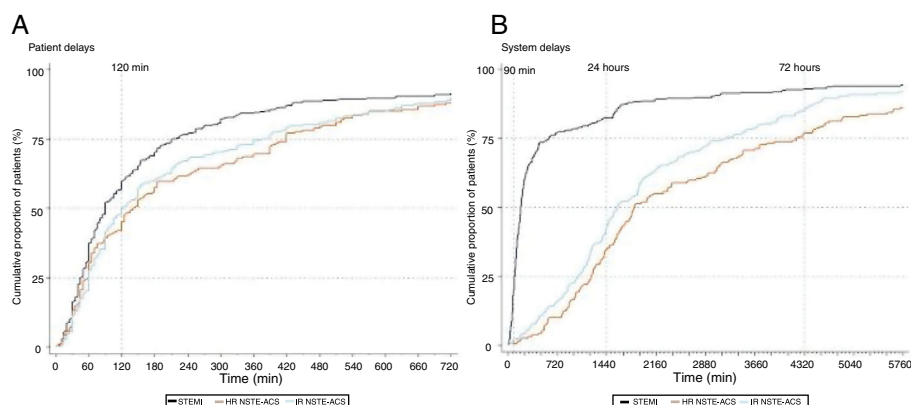 A
Patient delays
120 min
Cumulative proportion of patients (%)
100
75
50
25
0
0 60 120 180 240 300 360 420 480 540 600 660 720
Time (min)
STEMI HR NSTE-ACS IR NSTE-ACS
B
System delays
90 min 24 hours 72 hours
Cumulative proportion of patients (%)
100
75
50
25
0
0 720 1440 2160 2880 3660 4320 5040 5760
Time (min)
STEMI HR NSTE-ACS IR NSTE-ACS